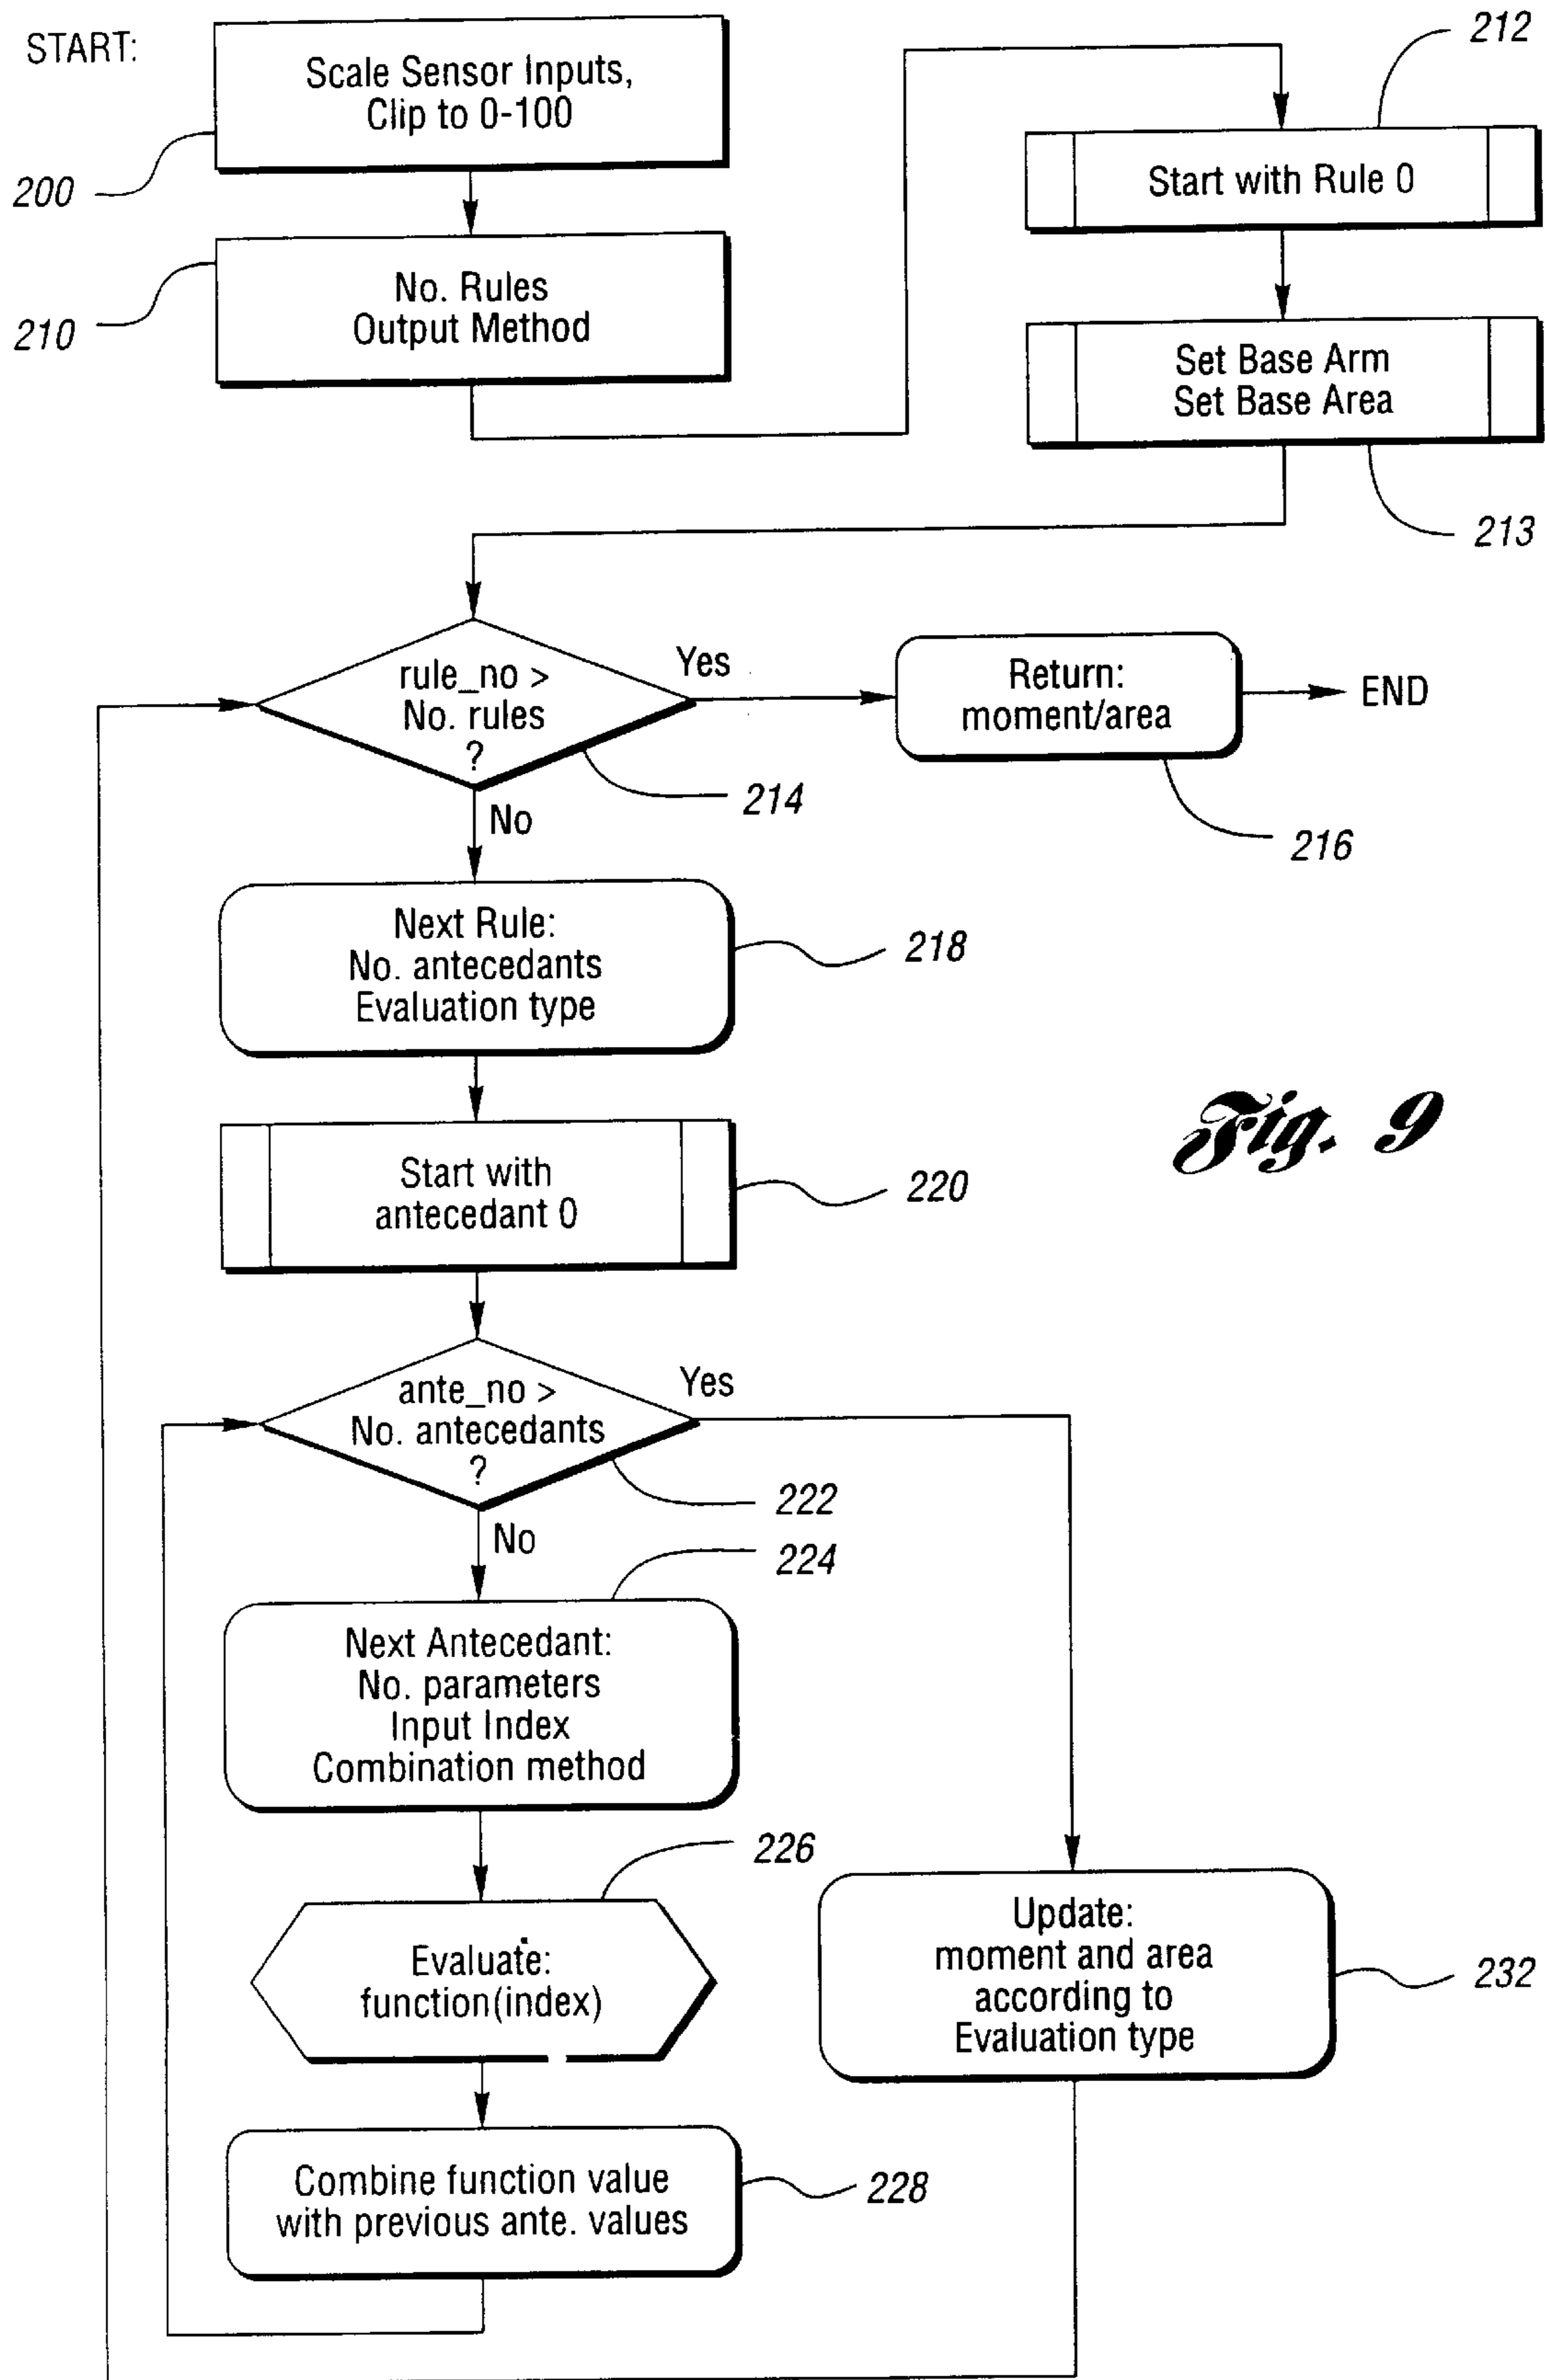 START:
Scale Sensor Inputs,
Clip to 0-100
200
No. Rules
Output Method
210
212
Start with Rule 0
Set Base Arm
Set Base Area
213
rule_no >
No. rules
?
Yes
214
No
Return:
moment/area
END
216
Next Rule:
No. antecedants
Evaluation type
218
Start with
antecedant 0
220
Fig. 9
ante_no >
No. antecedants
?
Yes
222
No
224
Next Antecedant:
No. parameters
Input Index
Combination method
226
Evaluate:
function(index)
Update:
moment and area
according to
Evaluation type
232
Combine function value
with previous ante. values
228